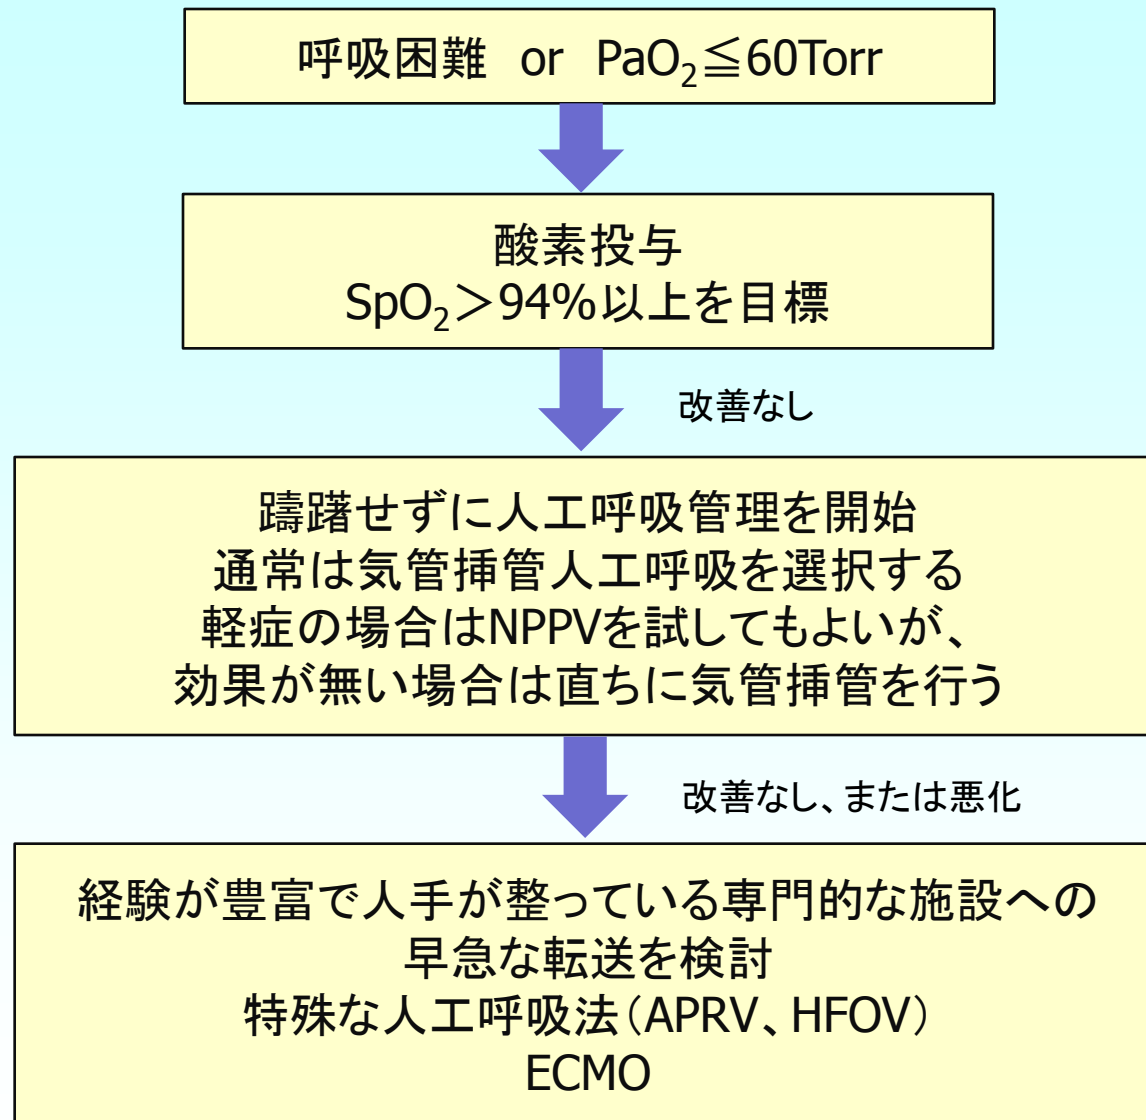 呼吸困難 or PaO₂≦60Torr
酸素投与
SpO₂＞94%以上を目標
改善なし
躊躇せずに人工呼吸管理を開始
通常は気管挿管人工呼吸を選択する
軽症の場合はNPPVを試してもよいが、
効果が無い場合は直ちに気管挿管を行う
改善なし、または悪化
経験が豊富で人手が整っている専門的な施設への
早急な転送を検討
特殊な人工呼吸法（APRV、HFOV）
ECMO